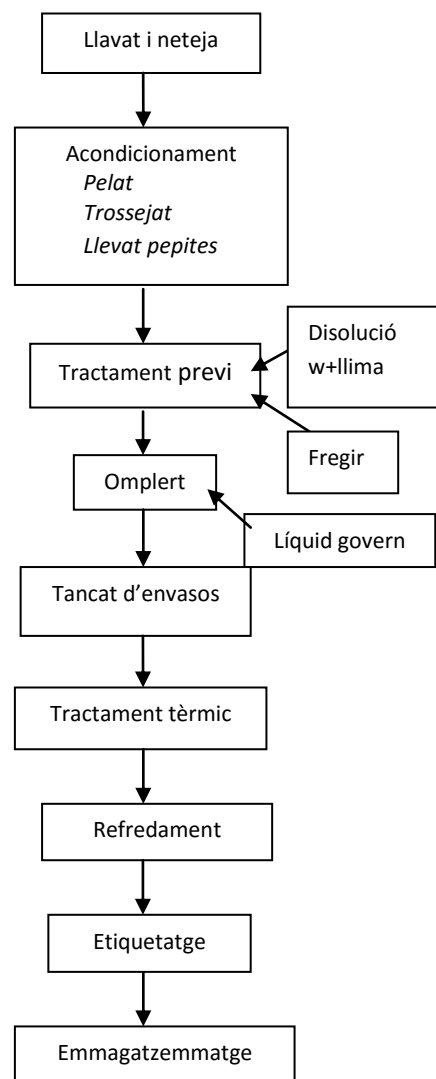 Llavat i neteja
Acondicionament
Pelat
Trossejat
Llevat pepites
Disolució
w+llima
Tractament previ
Fregir
Omplert
Líquid govern
Tancat d’envasos
Tractament tèrmic
Refredament
Etiquetatge
Emmagatzemmatge